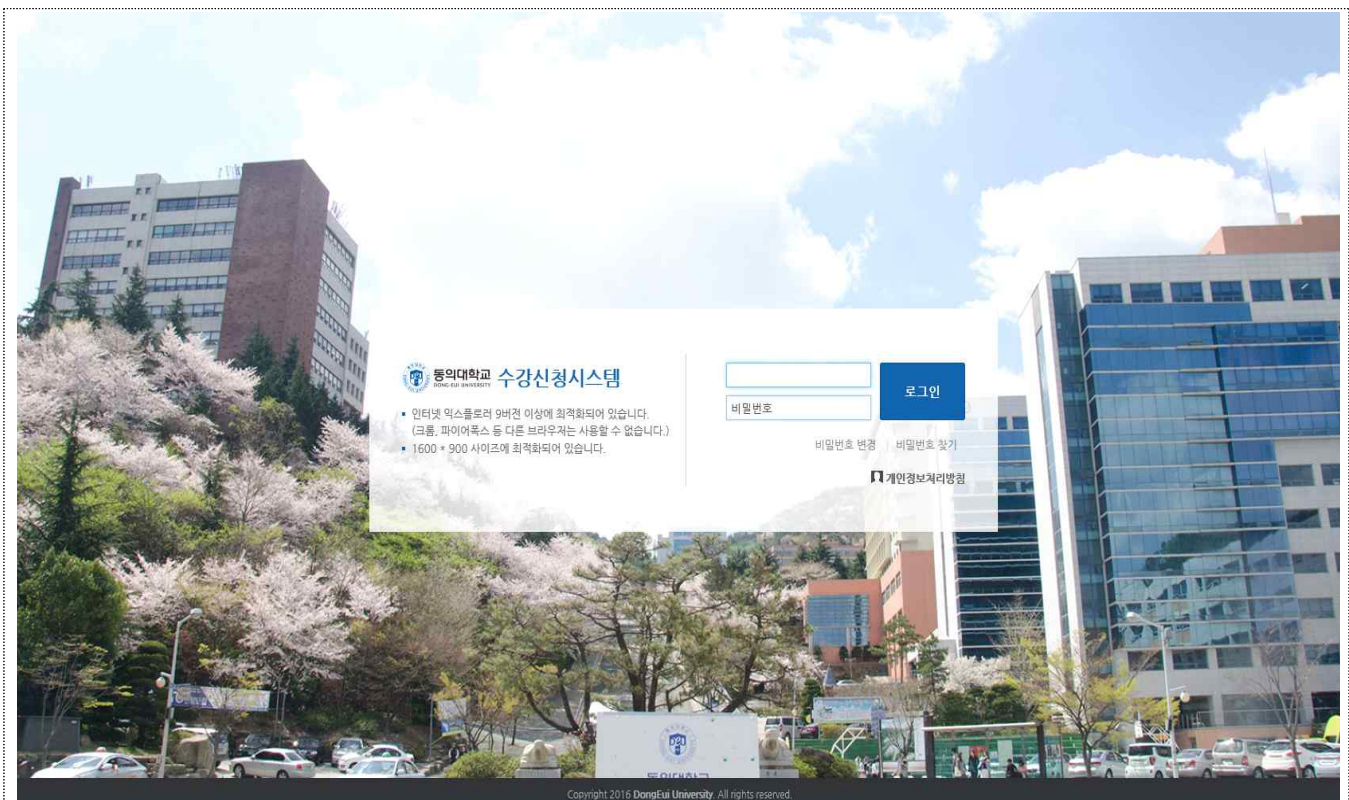 동의대학교
DONG-EUI UNIVERSITY
수강신청시스템
인터넷 익스플로러 9버전 이상에 최적화되어 있습니다.
(크롬, 파이어폭스 등 다른 브라우저는 사용할 수 없습니다.)
1600 * 900 사이즈에 최적화되어 있습니다.
비밀번호
로그인
비밀번호 변경 | 비밀번호 찾기
개인정보처리방침
동의대학교
Copyright 2016 DongEui University. All rights reserved.